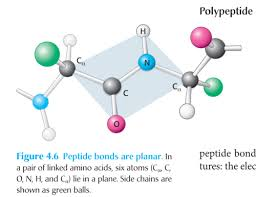 Polypeptide
H
Cα
N
Cα
C
O
Figure 4.6 Peptide bonds are planar. In
a pair of linked amino acids, six atoms (Cα, C,
O, N, H, and Cα) lie in a plane. Side chains are
shown as green balls.
peptide bond
tures: the elec